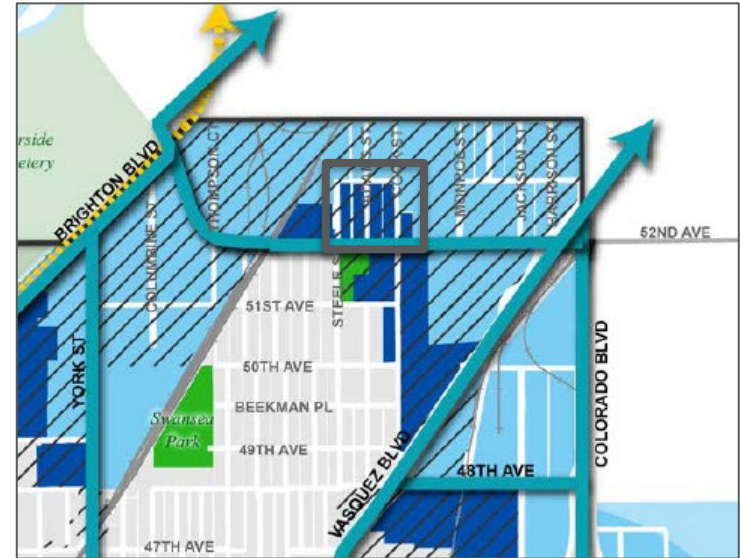 rside
etery
BRIGHTON BLVD
COLUMBINE ST
THOMPSON CT
COOK ST
MONROE ST
JACKSON ST
HARRISON ST
52ND AVE
STEELE S
51ST AVE
50TH AVE
YORK ST
BEEKMAN PL
Swansea
Park
49TH AVE
VASQUEZ BLVD
48TH AVE
COLORADO BLVD
47TH AVE